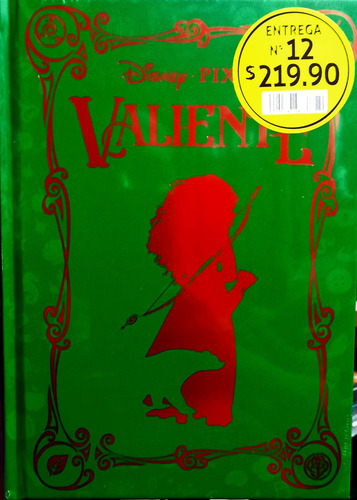 ENTREGA
Nº 12
$219.90
Disney · PIX
VALIENTE